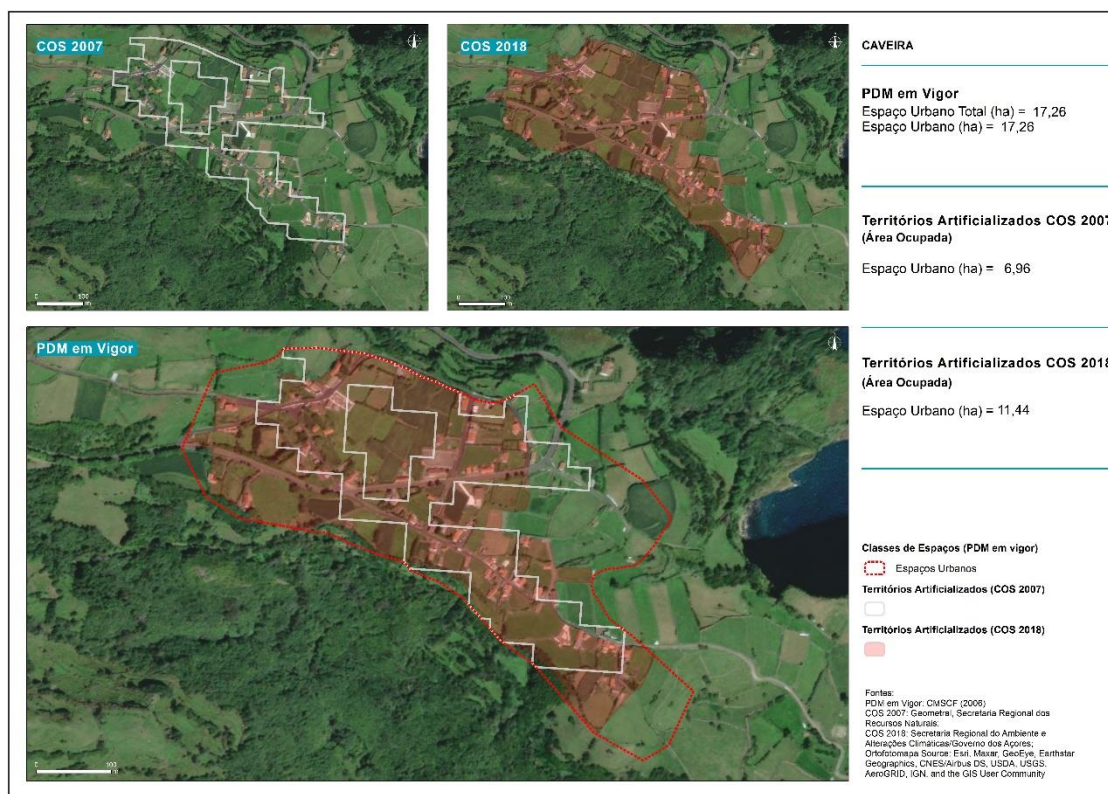 COS 2007
COS 2018
CAVEIRA
PDM em Vigor
Espaço Urbano Total (ha) = 17,26
Espaço Urbano (ha) = 17,26
Territórios Artificializados COS 2007
(Área Ocupada)
Espaço Urbano (ha) = 6,96
Territórios Artificializados COS 2018
(Área Ocupada)
Espaço Urbano (ha) = 11,44
PDM em Vigor
0 100
m
0
m
0 100
m
Classes de Espaços (PDM em vigor)
Espaços Urbanos
Territórios Artificializados (COS 2007)
Territórios Artificializados (COS 2018)
Fontes:
PDM em Vigor: CMSCF (2006)
COS 2007: Geometral, Secretaria Regional dos
Recursos Naturais;
COS 2018: Secretaria Regional do Ambiente e
Alterações Climáticas/Governo dos Açores;
Ortofotomapa Source: Esri, Maxar, GeoEye, Earthstar
Geographics, CNES/Airbus DS, USDA, USGS,
AeroGRID, IGN, and the GIS User Community